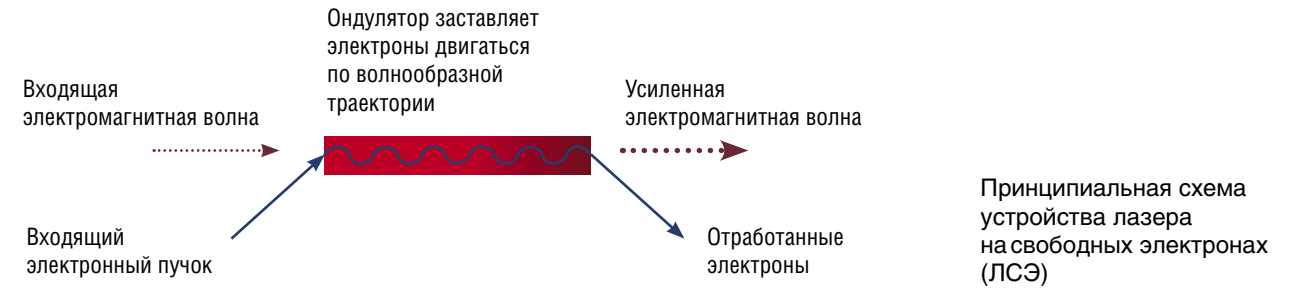 Ондулятор заставляет
электроны двигаться
по волнообразной
траектории
Входящая
электромагнитная волна
Усиленная
электромагнитная волна
Входящий
электронный пучок
Отработанные
электроны
Принципиальная схема
устройства лазера
на свободных электронах
(ЛСЭ)